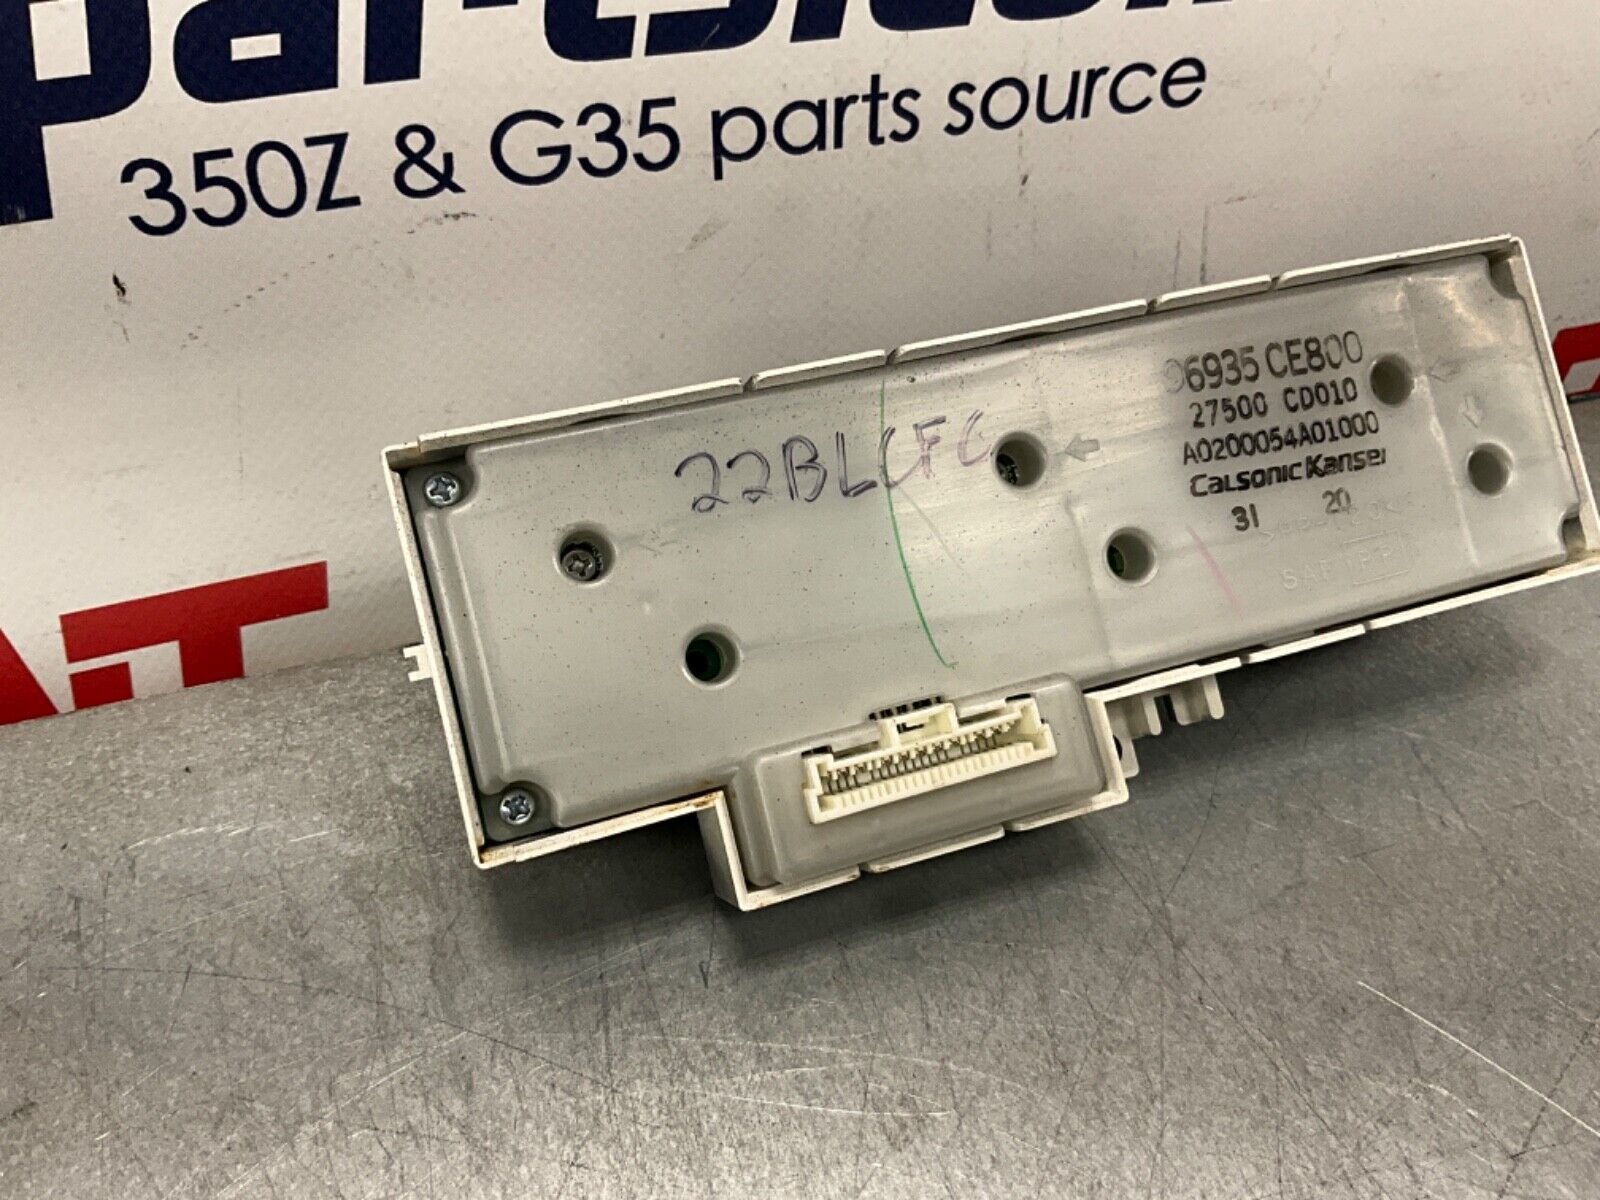 350Z & G35 parts source
96935 CE800
27500 CD010
A0200054A01000
CaLsonic Kansei
31 20
22BLCFC